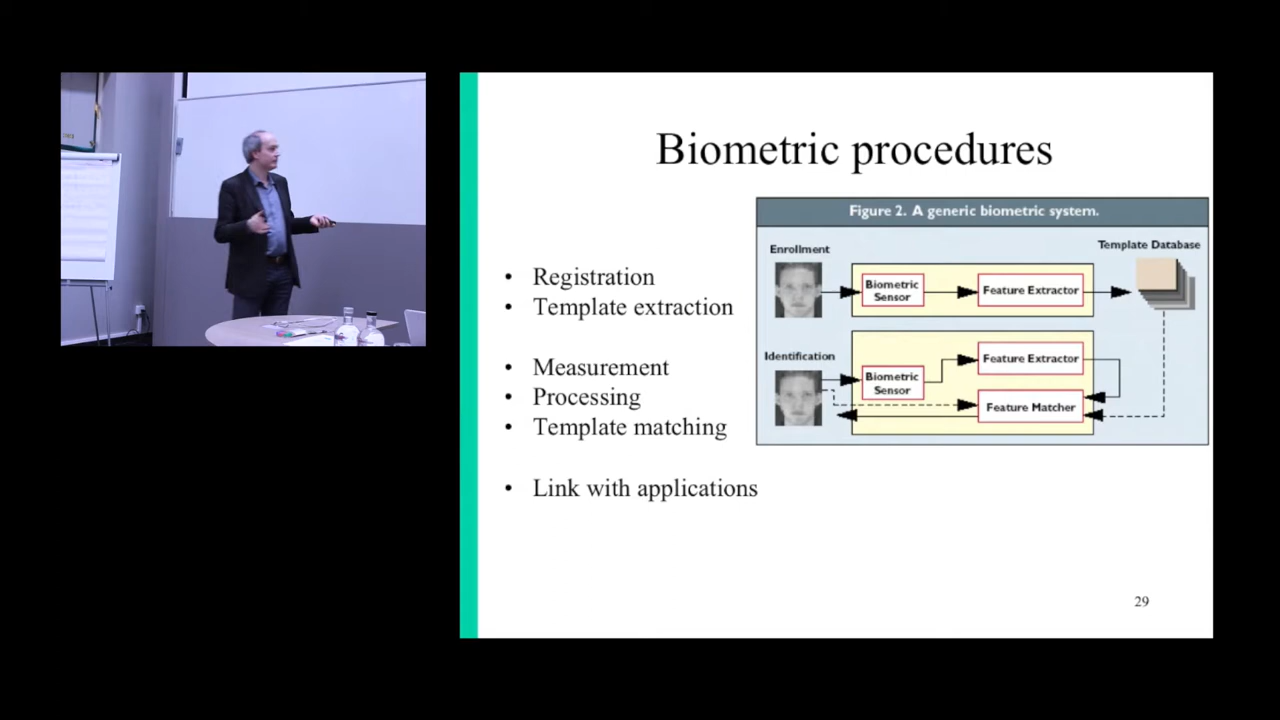 Biometric procedures
• Registration
• Template extraction
• Measurement
• Processing
• Template matching
• Link with applications
Figure 2. A generic biometric system.
Enrollment
Template Database
Biometric
Sensor
Feature Extractor
Identification
Biometric
Sensor
Feature Extractor
Feature Matcher
29